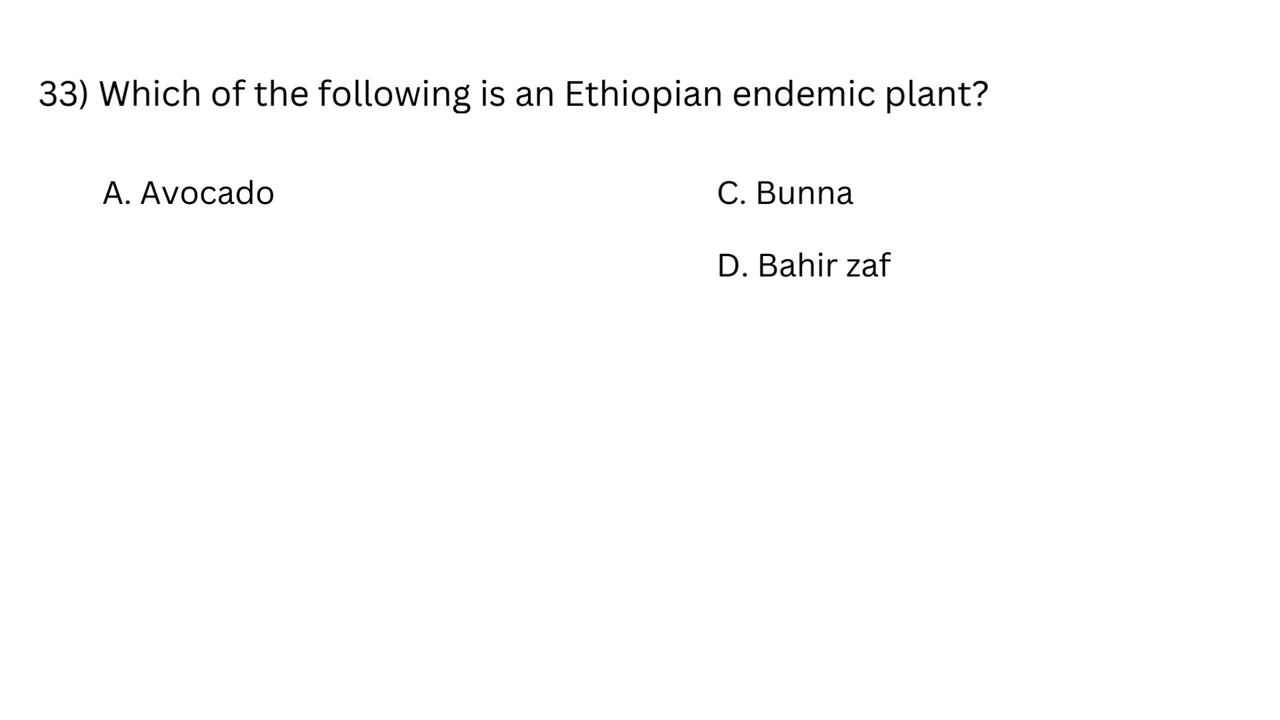 33) Which of the following is an Ethiopian endemic plant?
A. Avocado
C. Bunna
D. Bahir zaf